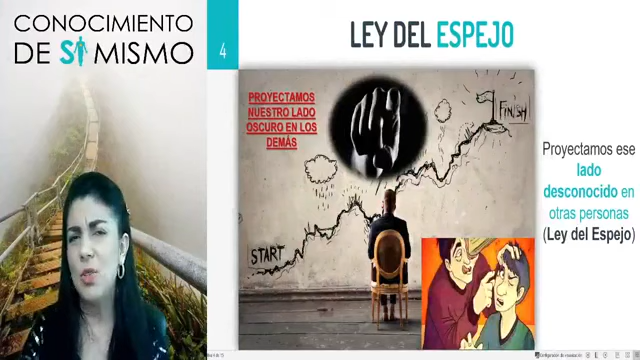 CONOCIMIENTO
DE SÍ MISMO
4
LEY DEL ESPEJO
PROYECTAMOS
NUESTRO LADO
OSCURO EN LOS
DEMÁS
FINISH
START
Proyectamos ese
lado
desconocido en
otras personas
(Ley del Espejo)